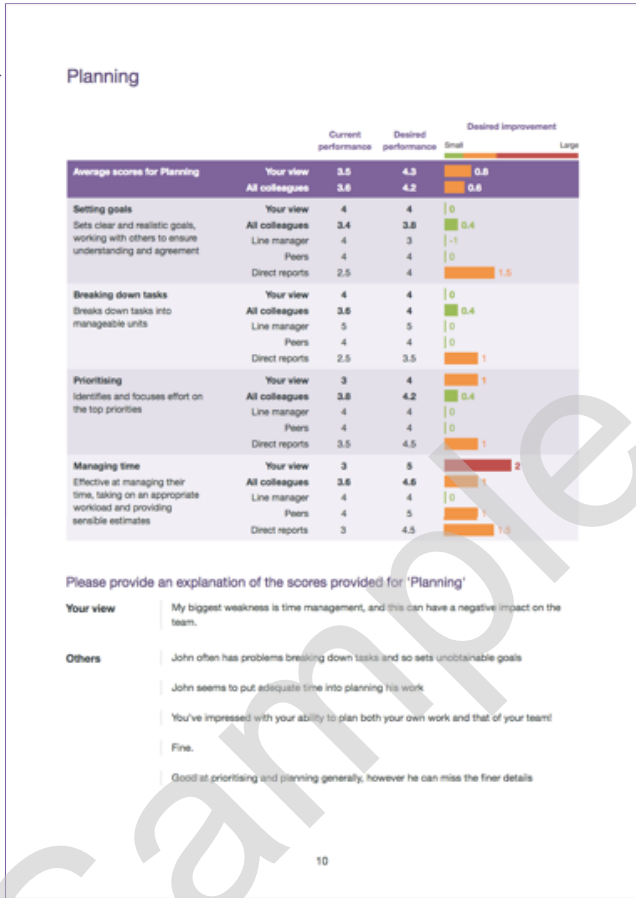 Planning
Desired improvement
Current Desired
performance performance Small Large
Average scores for Planning Your view 3.5 4.3 0.8
All colleagues 3.6 4.2 0.6
Setting goals Your view 4 4 0
Sets clear and realistic goals, All colleagues 3.4 3.8 0.4
working with others to ensure Line manager 4 3 -1
understanding and agreement Peers 4 4 0
Direct reports 2.5 4 1.5
Breaking down tasks Your view 4 4 0
Breaks down tasks into All colleagues 3.6 4 0.4
manageable units Line manager 5 5 0
Peers 4 4 0
Direct reports 2.5 3.5 1
Prioritising Your view 3 4 1
Identifies and focuses effort on All colleagues 3.8 4.2 0.4
the top priorities Line manager 4 4 0
Peers 4 4 0
Direct reports 3.5 4.5 1
Managing time Your view 3 5 2
Effective at managing their All colleagues 3.6 4.6 1
time, taking on an appropriate Line manager 4 4 0
workload and providing Peers 4 5 1
sensible estimates Direct reports 3 4.5 1.5
Please provide an explanation of the scores provided for 'Planning'
Your view My biggest weakness is time management, and this can have a negative impact on the
team.
Others John often has problems breaking down tasks and so sets unobtainable goals
John seems to put adequate time into planning his work
You've impressed with your ability to plan both your own work and that of your team!
Fine.
Good at prioritising and planning generally, however he can miss the finer details
10
Sample